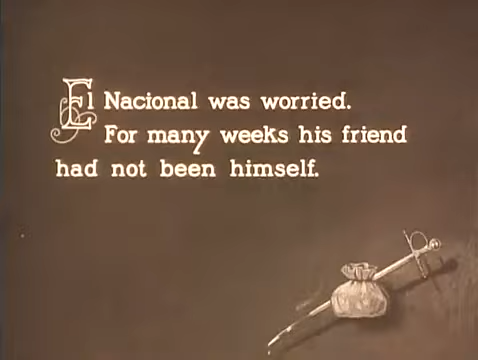 El Nacional was worried.
For many weeks his friend
had not been himself.